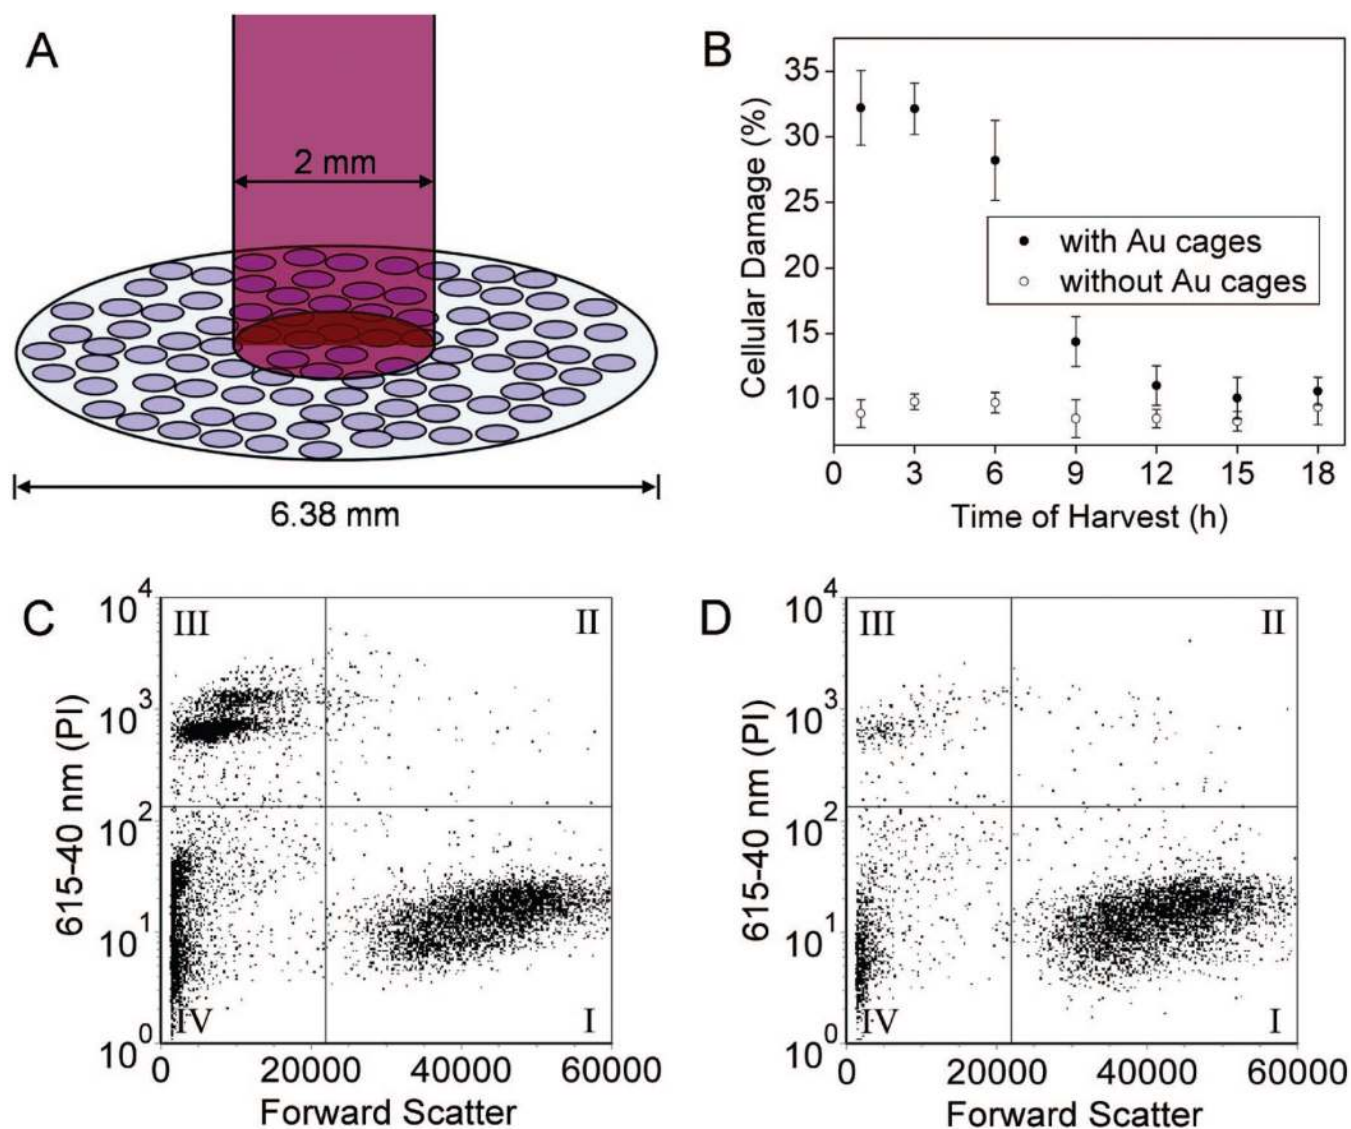 A
2 mm
6.38 mm
B
Cellular Damage (%)
35
30
25
20
15
10
with Au cages
without Au cages
0 3 6 9 12 15 18
Time of Harvest (h)
C
615-40 nm (PI)
10^4
10^3
10^2
10^1
10^0
III
II
IV
I
0 20000 40000 60000
Forward Scatter
D
615-40 nm (PI)
10^4
10^3
10^2
10^1
10^0
III
II
IV
I
0 20000 40000 60000
Forward Scatter